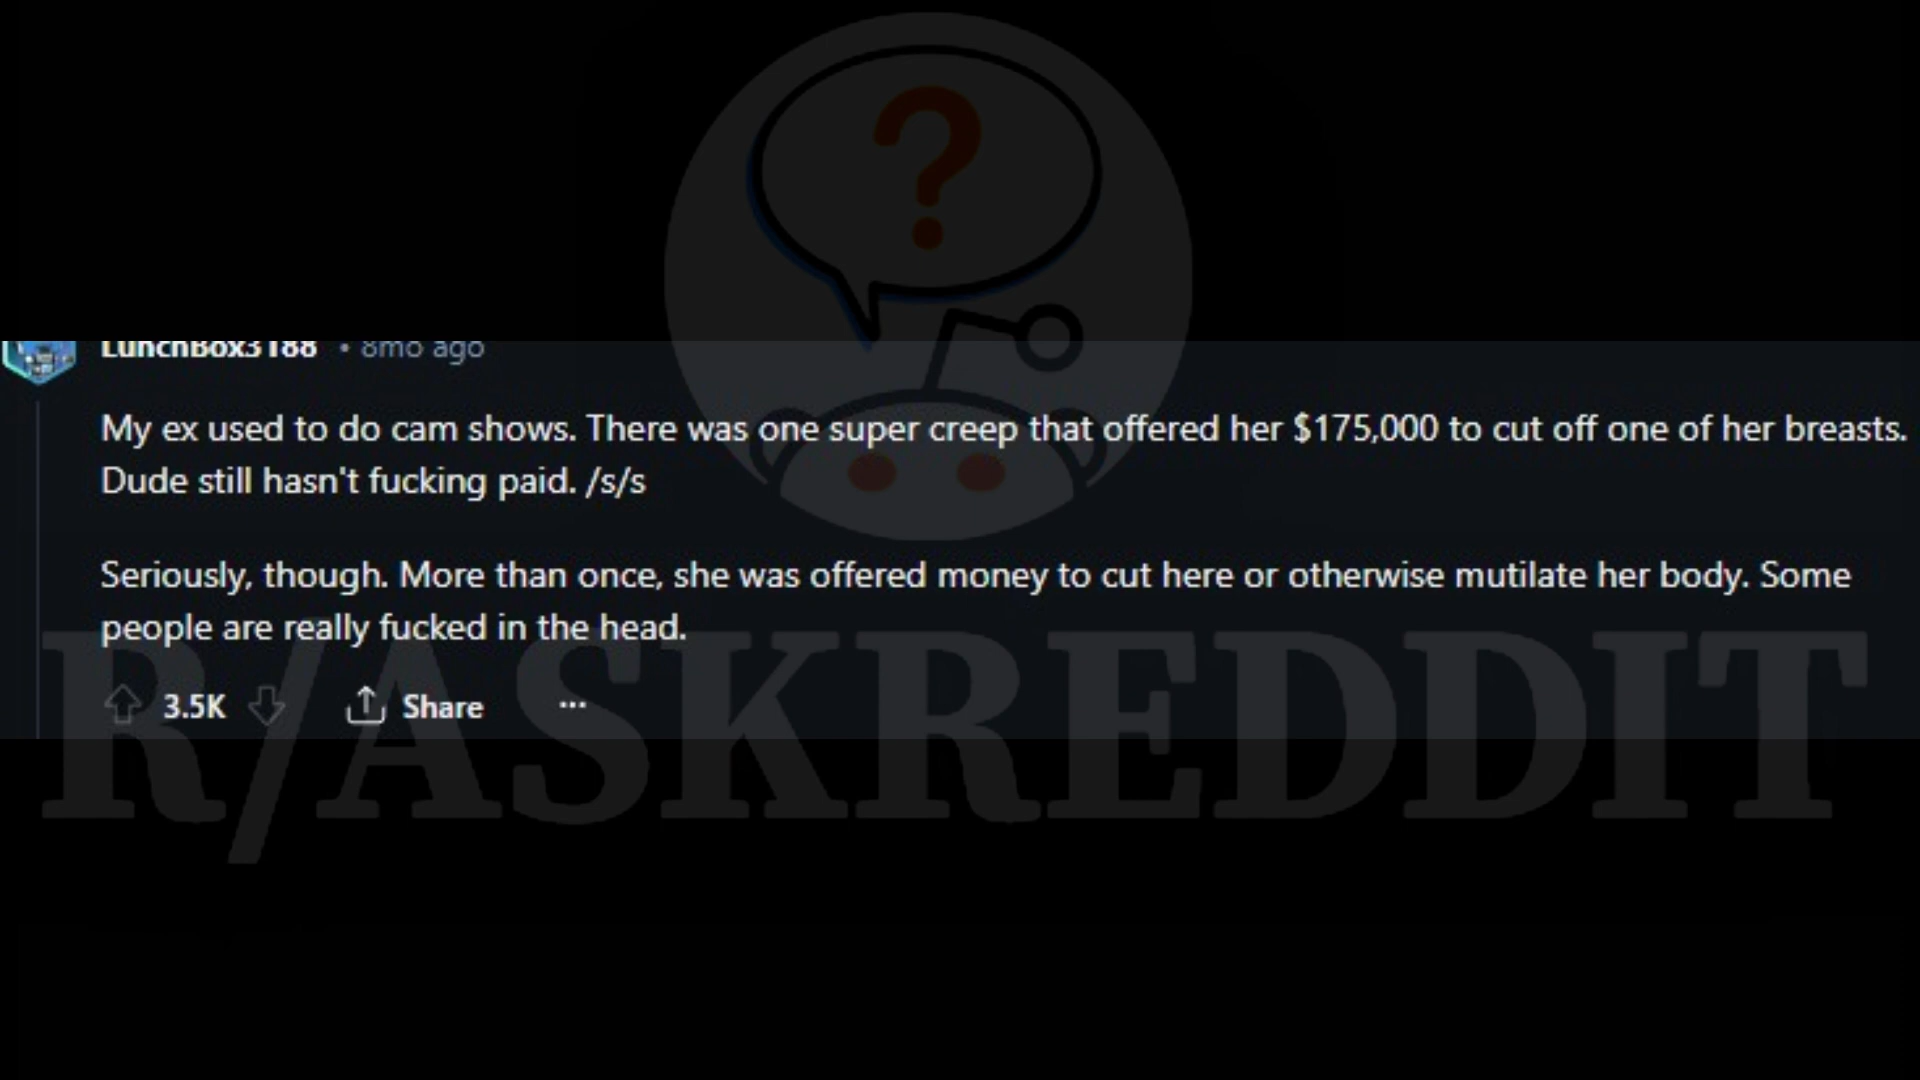 ?
LunchBox3188 • 8mo ago
My ex used to do cam shows. There was one super creep that offered her $175,000 to cut off one of her breasts.
Dude still hasn't fucking paid. /s/s
Seriously, though. More than once, she was offered money to cut here or otherwise mutilate her body. Some
people are really fucked in the head.
3.5K Share ...
R/ASKREDDIT